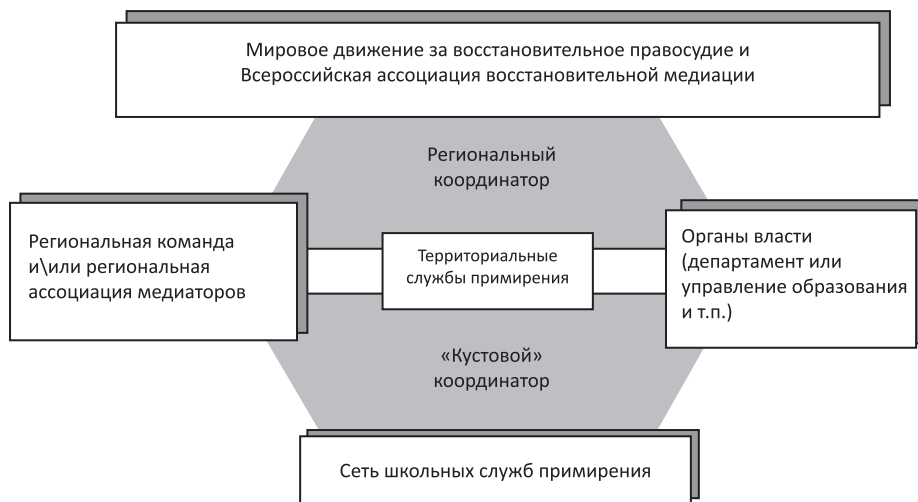 Мировое движение за восстановительное правосудие и
Всероссийская ассоциация восстановительной медиации
Региональный
координатор
Региональная команда
и\или региональная
ассоциация медиаторов
Территориальные
службы примирения
Органы власти
(департамент или
управление образования
и т.п.)
«Кустовой»
координатор
Сеть школьных служб примирения